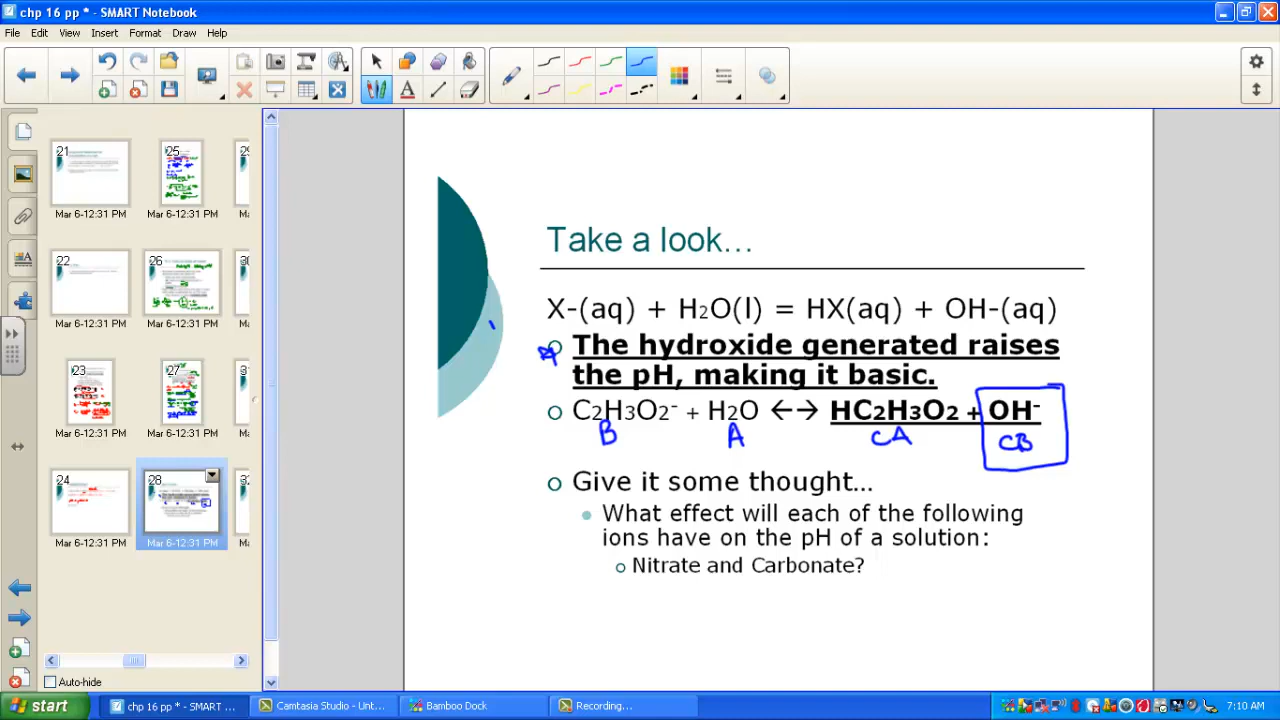 chp 16 pp * - SMART Notebook
File Edit View Insert Format Draw Help
21
Mar 6-12:31 PM
25
Mar 6-12:31 PM
29
22
Mar 6-12:31 PM
26
Mar 6-12:31 PM
30
23
Mar 6-12:31 PM
27
Mar 6-12:31 PM
24
Mar 6-12:31 PM
28
Mar 6-12:31 PM
32
Auto-hide
Take a look…
X-(aq) + H2O(l) = HX(aq) + OH-(aq)
The hydroxide generated raises
the pH, making it basic.
C2H3O2- + H2O ←→ HC2H3O2 + OH-
B A CA CB
Give it some thought…
What effect will each of the following
ions have on the pH of a solution:
Nitrate and Carbonate?
start chp 16 pp * - SMART ... Camtasia Studio - Unt... Bamboo Dock Recording... 7:10 AM